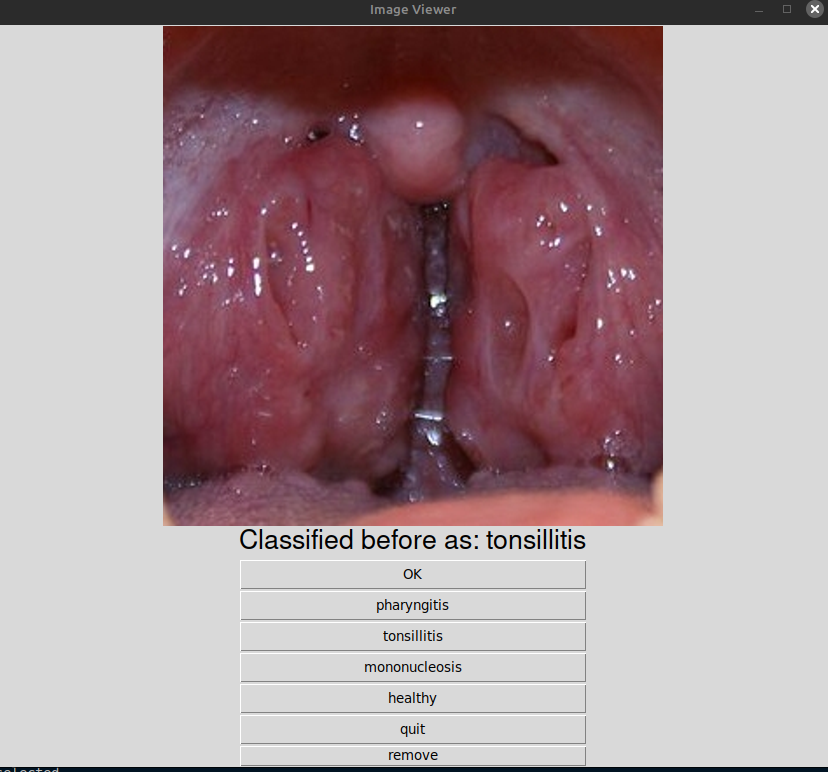 Image Viewer
Classified before as: tonsillitis
OK
pharyngitis
tonsillitis
mononucleosis
healthy
quit
remove